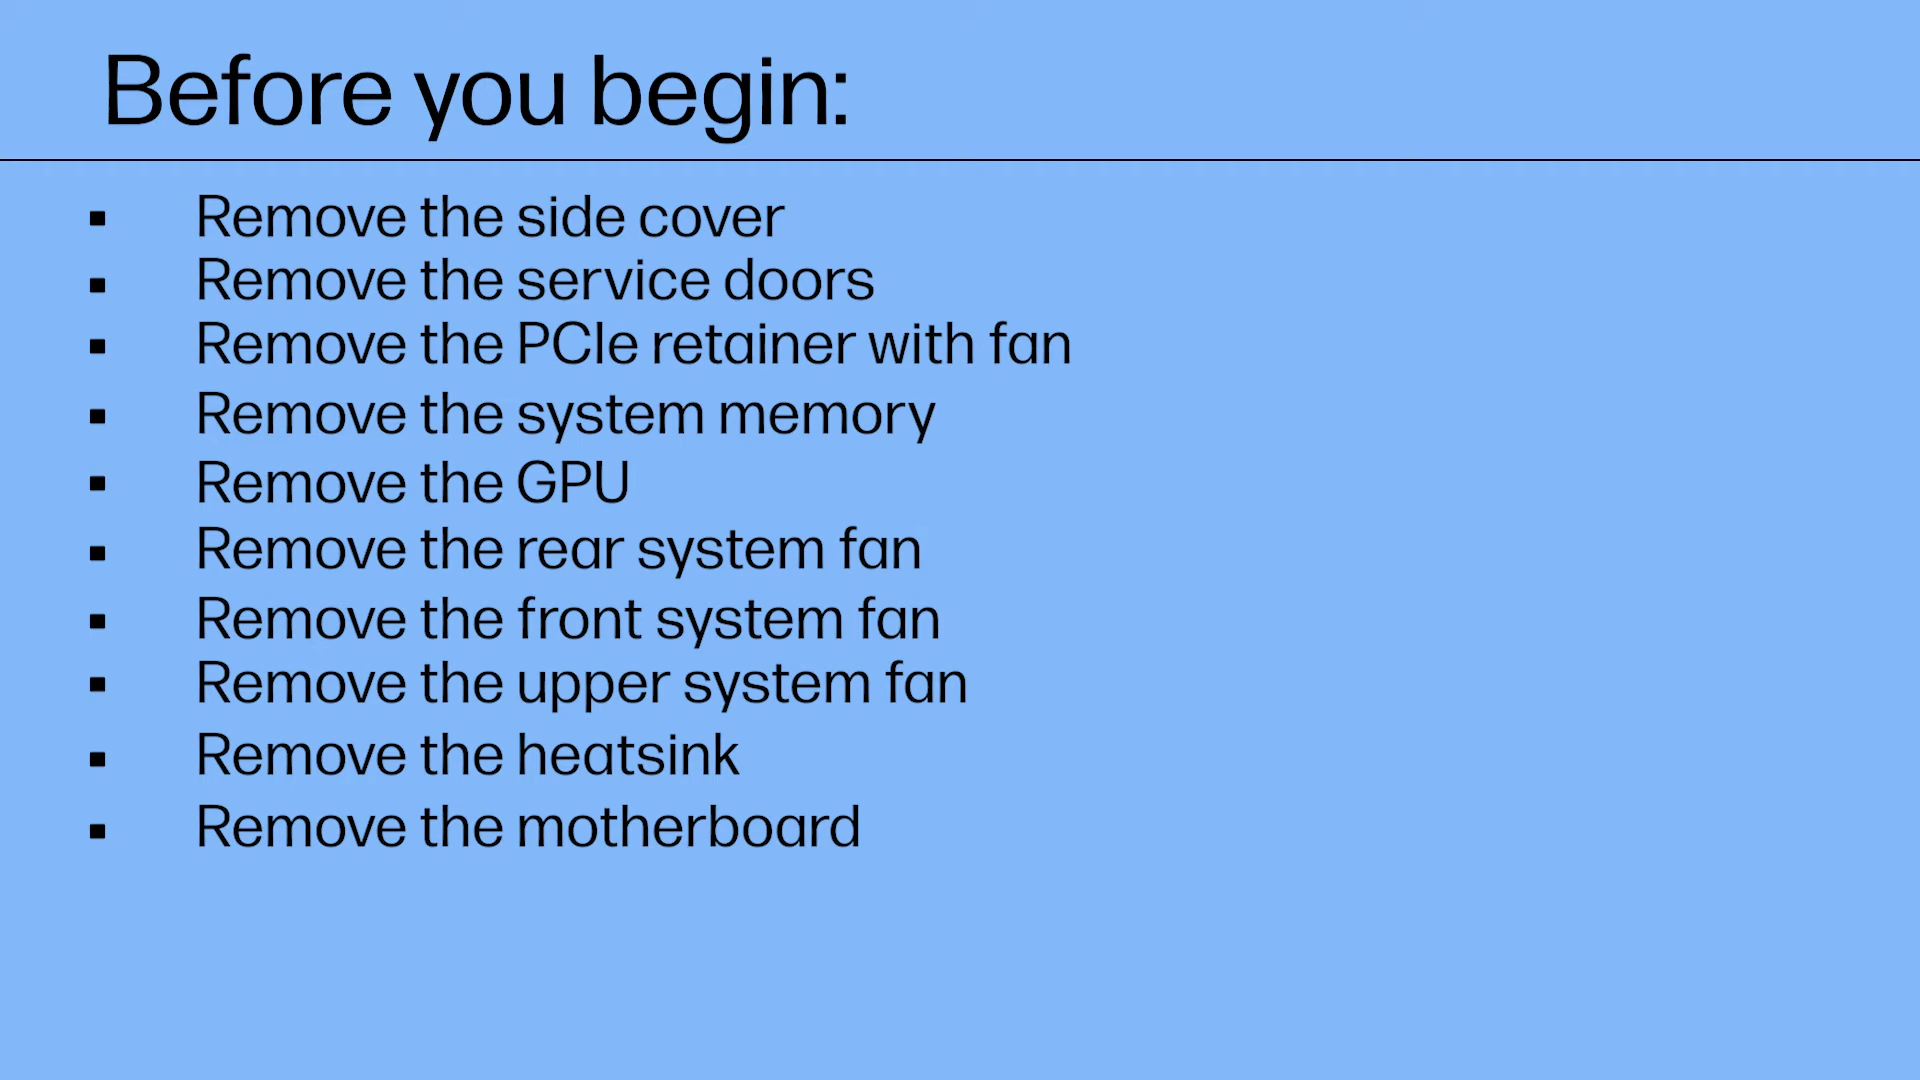 Before you begin:
▪ Remove the side cover
▪ Remove the service doors
▪ Remove the PCIe retainer with fan
▪ Remove the system memory
▪ Remove the GPU
▪ Remove the rear system fan
▪ Remove the front system fan
▪ Remove the upper system fan
▪ Remove the heatsink
▪ Remove the motherboard